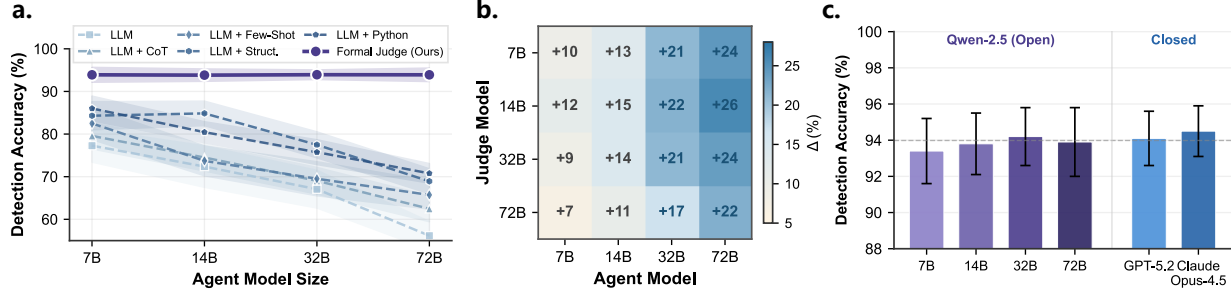 a.
LLM
LLM + Few-Shot
LLM + Python
LLM + CoT
LLM + Struct.
Formal Judge (Ours)
Detection Accuracy (%)
100
90
80
70
60
7B
14B
32B
72B
Agent Model Size
b.
Judge Model
7B
+10
+13
+21
+24
14B
+12
+15
+22
+26
32B
+9
+14
+21
+24
72B
+7
+11
+17
+22
7B
14B
32B
72B
Agent Model
25
20
15
10
5
Δ (%)
c.
Qwen-2.5 (Open)
Closed
Detection Accuracy (%)
100
98
96
94
92
90
88
7B
14B
32B
72B
GPT-5.2
Claude
Opus-4.5